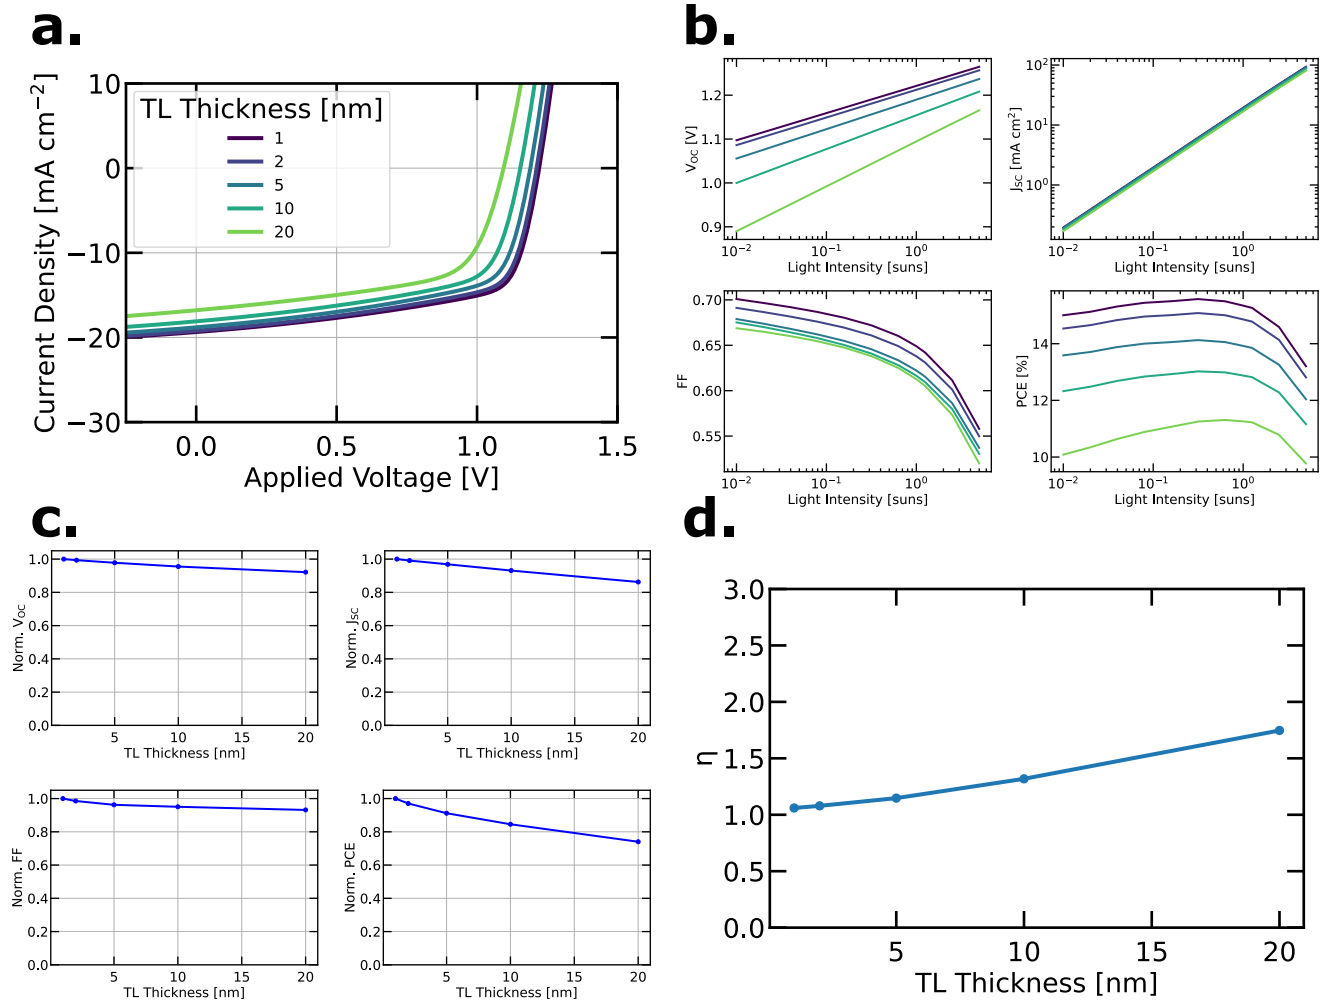 a.
10
0
−10
−20
−30
Current Density [mA cm⁻²]
TL Thickness [nm]
1
2
5
10
20
0.0 0.5 1.0 1.5
Applied Voltage [V]
b.
1.2
1.1
1.0
0.9
V_OC [V]
10⁻² 10⁻¹ 10⁰
Light Intensity [suns]
10²
10¹
10⁰
J_SC [mA cm²]
10⁻² 10⁻¹ 10⁰
Light Intensity [suns]
0.70
0.65
0.60
0.55
FF
10⁻² 10⁻¹ 10⁰
Light Intensity [suns]
14
12
10
PCE [%]
10⁻² 10⁻¹ 10⁰
Light Intensity [suns]
c.
1.0
0.8
0.6
0.4
0.2
0.0
Norm. V_OC
5 10 15 20
TL Thickness [nm]
1.0
0.8
0.6
0.4
0.2
0.0
Norm. J_SC
5 10 15 20
TL Thickness [nm]
1.0
0.8
0.6
0.4
0.2
0.0
Norm. FF
5 10 15 20
TL Thickness [nm]
1.0
0.8
0.6
0.4
0.2
0.0
Norm. PCE
5 10 15 20
TL Thickness [nm]
d.
3.0
2.5
2.0
1.5
1.0
0.5
0.0
η
5 10 15 20
TL Thickness [nm]